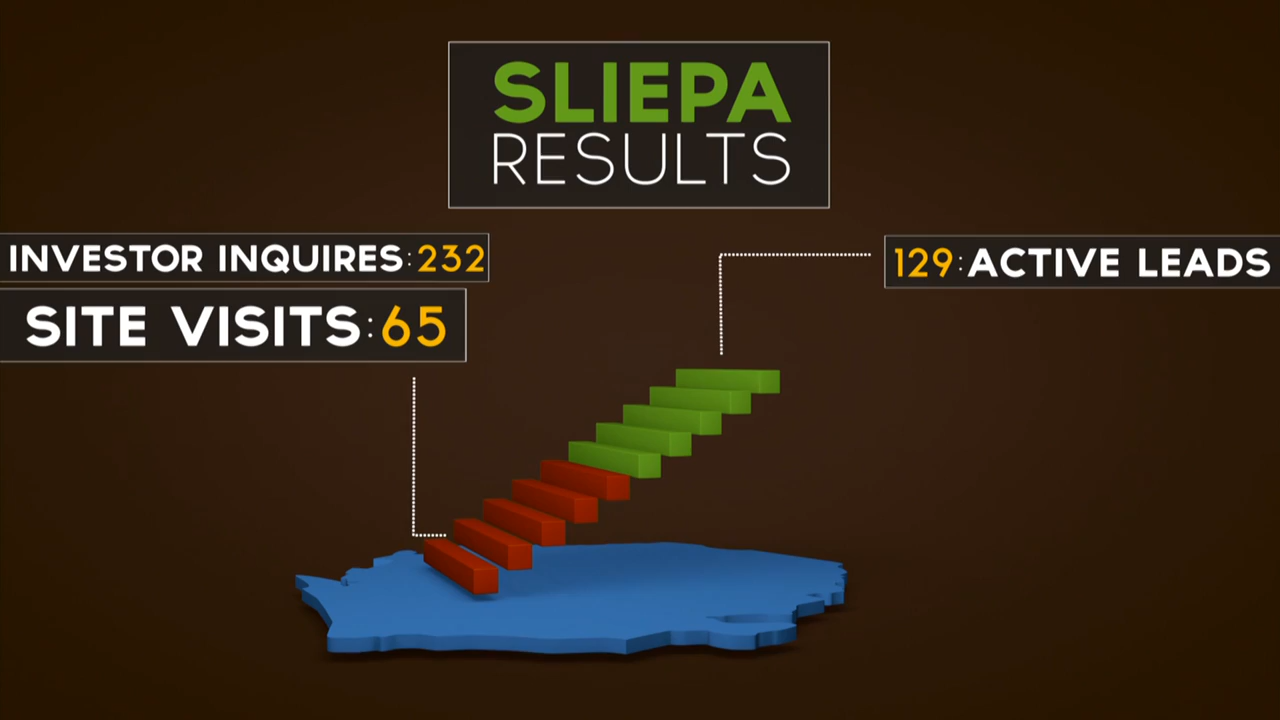 SLIEPA
RESULTS
INVESTOR INQUIRES:232
SITE VISITS:65
129:ACTIVE LEADS